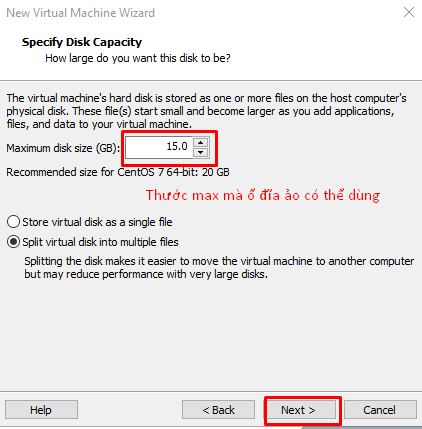 New Virtual Machine Wizard
Specify Disk Capacity
How large do you want this disk to be?
The virtual machine's hard disk is stored as one or more files on the host computer's
physical disk. These file(s) start small and become larger as you add applications,
files, and data to your virtual machine.
Maximum disk size (GB): 15.0
Recommended size for CentOS 7 64-bit: 20 GB
Thước max mà ổ đĩa ảo có thể dùng
Store virtual disk as a single file
Split virtual disk into multiple files
Splitting the disk makes it easier to move the virtual machine to another computer
but may reduce performance with very large disks.
Help < Back Next > Cancel